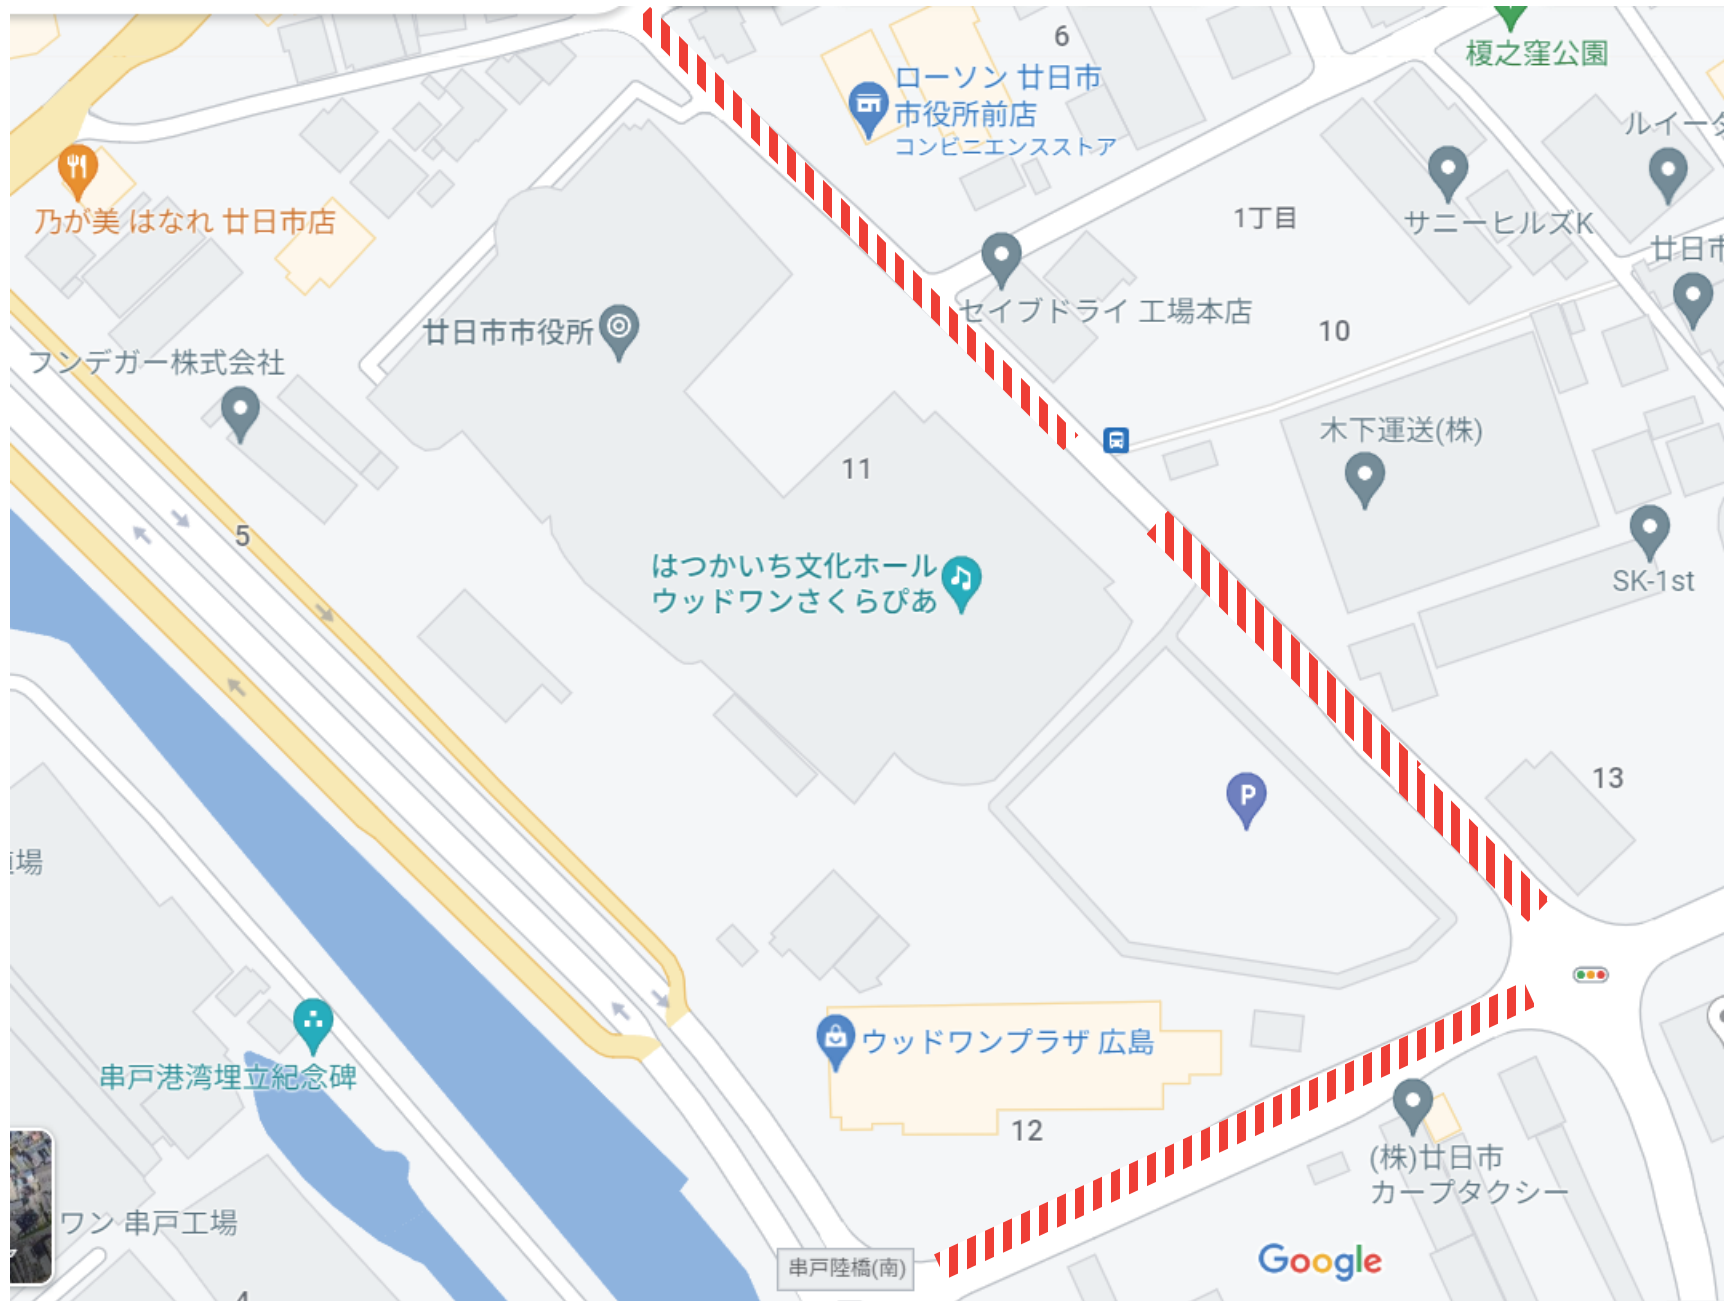 6
榎之窪公園
ローソン 廿日市
市役所前店
コンビニエンスストア
ルイー
乃が美 はなれ 廿日市店
1丁目
サニーヒルズK
廿日市
セイブドライ 工場本店
廿日市市役所
10
フンデガー株式会社
木下運送(株)
11
5
はつかいち文化ホール
ウッドワンさくらぴあ
SK-1st
P
13
場
ウッドワンプラザ 広島
串戸港湾埋立紀念碑
12
(株)廿日市
カープタクシー
ワン 串戸工場
串戸陸橋(南)
Google
4